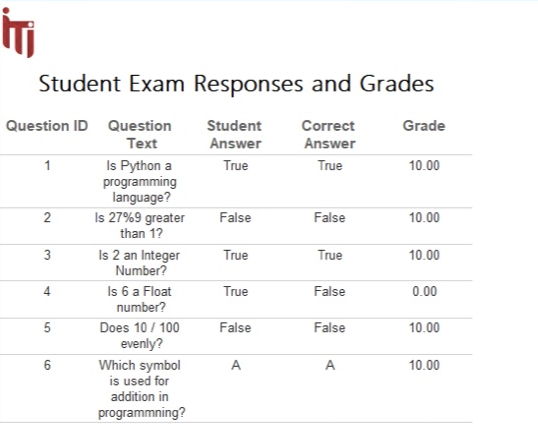 iTi
Student Exam Responses and Grades
Question ID Question Text Student Answer Correct Answer Grade
1 Is Python a programming language? True True 10.00
2 Is 27%9 greater than 1? False False 10.00
3 Is 2 an Integer Number? True True 10.00
4 Is 6 a Float number? True False 0.00
5 Does 10 / 100 evenly? False False 10.00
6 Which symbol is used for addition in programmning? A A 10.00